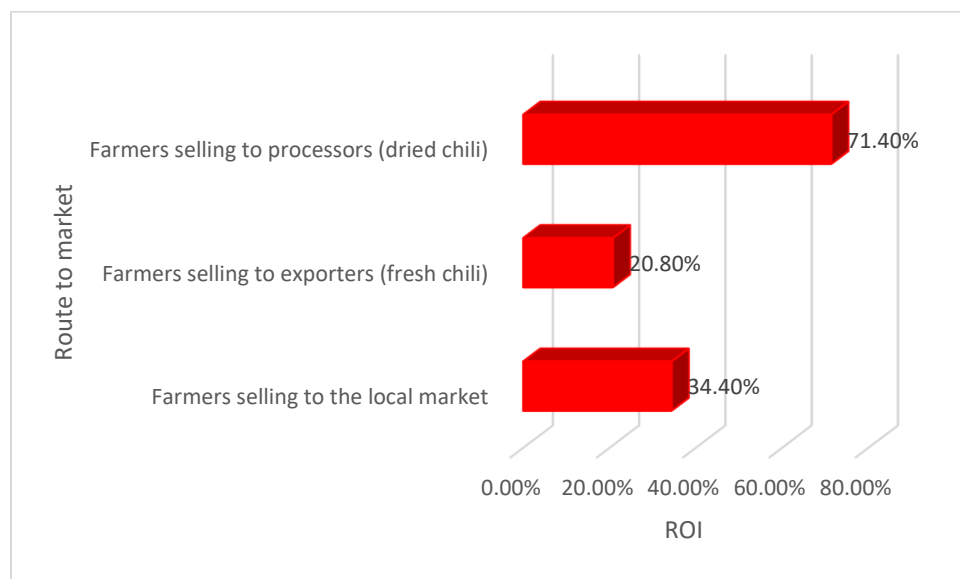 Route to market
Farmers selling to processors (dried chili)
71.40%
Farmers selling to exporters (fresh chili)
20.80%
Farmers selling to the local market
34.40%
0.00% 20.00% 40.00% 60.00% 80.00%
ROI